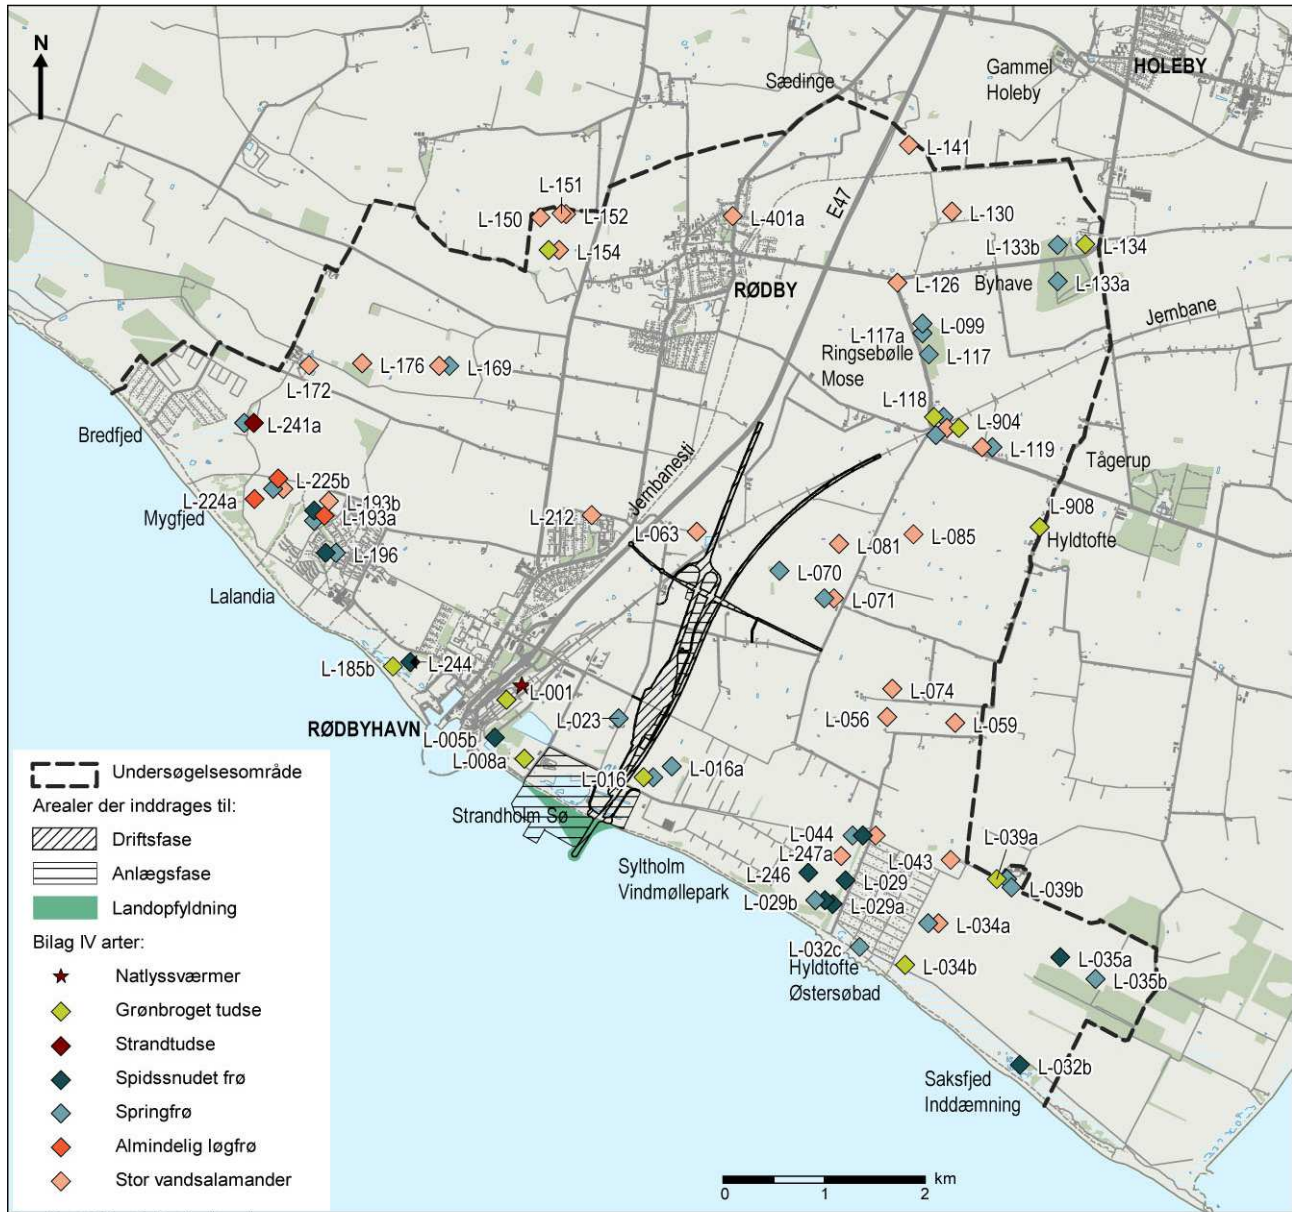 N
Sædinge
Gammel
Holeby
HOLEBY
L-141
L-151
L-150
L-152
L-154
L-401a
E47
L-130
L-133b
L-134
RØDBY
L-126
Byhave
L-133a
Jernbane
L-117a
L-099
Ringsebølle
Mose
L-117
L-172
L-176
L-169
L-118
L-904
L-119
Bredfjed
L-241a
Tågerup
L-225b
L-224a
L-193b
L-193a
Mygfjed
Jernbanesti
L-212
L-063
L-908
Hyldtofte
L-196
L-081
L-085
L-070
Lalandia
L-071
L-185b
L-244
L-001
L-074
L-023
L-056
L-059
RØDBYHAVN
L-005b
L-008a
L-016
L-016a
Strandholm Sø
Syltholm
Vindmøllepark
L-044
L-247a
L-043
L-039a
L-246
L-029
L-039b
L-029b
L-029a
L-034a
L-032c
Hyldtofte
Østersøbad
L-034b
L-035a
L-035b
L-032b
Saksfjed
Inddæmning
Undersøgelsesområde
Arealer der inddrages til:
Driftsfase
Anlægsfase
Landopfyldning
Bilag IV arter:
Natlyssværmer
Grønbroget tudse
Strandtudse
Spidssnudet frø
Springfrø
Almindelig løgfrø
Stor vandsalamander
km
0 1 2